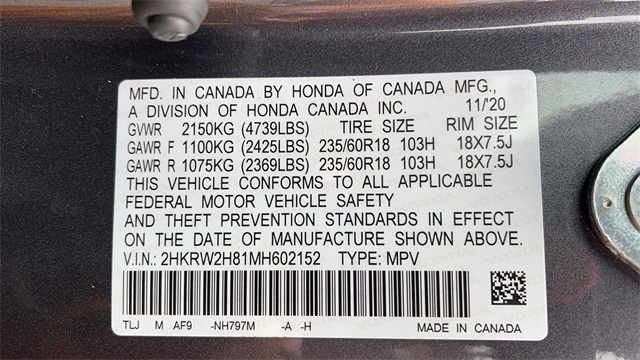 MFD. IN CANADA BY HONDA OF CANADA MFG.,
A DIVISION OF HONDA CANADA INC. 11/'20
GVWR 2150KG (4739LBS) TIRE SIZE RIM SIZE
GAWR F 1100KG (2425LBS) 235/60R18 103H 18X7.5J
GAWR R 1075KG (2369LBS) 235/60R18 103H 18X7.5J
THIS VEHICLE CONFORMS TO ALL APPLICABLE
FEDERAL MOTOR VEHICLE SAFETY
AND THEFT PREVENTION STANDARDS IN EFFECT
ON THE DATE OF MANUFACTURE SHOWN ABOVE.
V.I.N.: 2HKRW2H81MH602152 TYPE: MPV
TLJ M AF9 -NH797M -A -H MADE IN CANADA